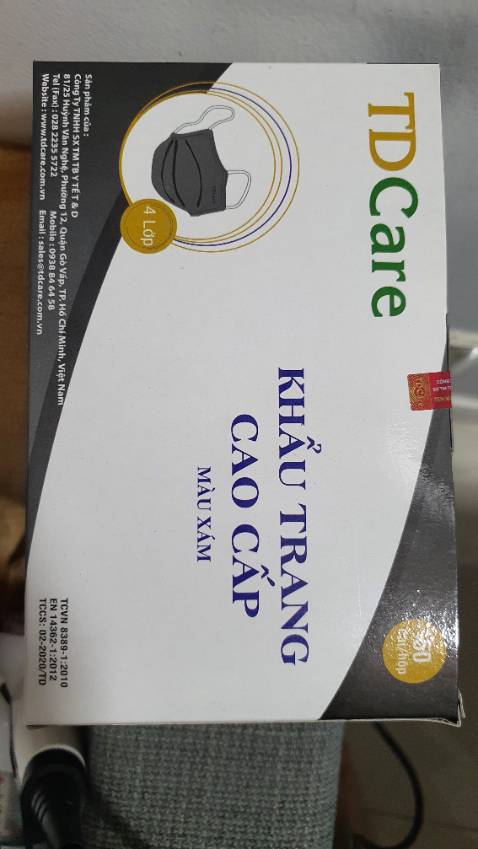 TDCare
4 Lớp
KHẨU TRANG
CAO CẤP
MÀU XÁM
50
Cái/hộp
Sản phẩm của :
Công Ty TNHH SX TM TB Y TẾ T & D
81/25 Huỳnh Văn Nghệ, Phường 12, Quận Gò Vấp, TP. Hồ Chí Minh, Việt Nam
Tel (Fax) : 028 2235 5722 Mobile : 0938 84 64 58
Website : www.tdcare.com.vn Email : sales@tdcare.com.vn
TCVN 8389-1:2010
EN 14362-1:2012
TCCS: 02-2020/TD